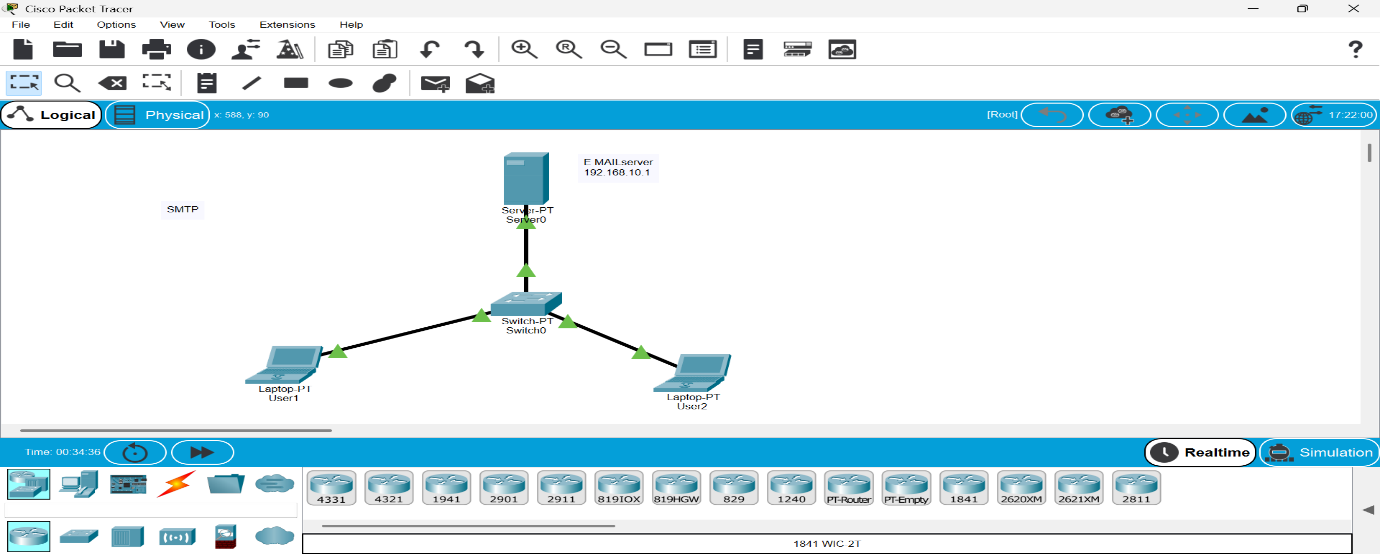 Cisco Packet Tracer
File Edit Options View Tools Extensions Help
R
?
Logical
Physical
x: 588, y: 90
[Root]
17:22:00
E MAILserver
192.168.10.1
SMTP
Server-PT
Server0
Switch-PT
Switch0
Laptop-PT
User1
Laptop-PT
User2
Time: 00:34:36
Realtime
Simulation
4331 4321 1941 2901 2911 819IOX 819HGW 829 1240 PT-Router PT-Empty 1841 2620XM 2621XM 2811
1841 WIC-2T